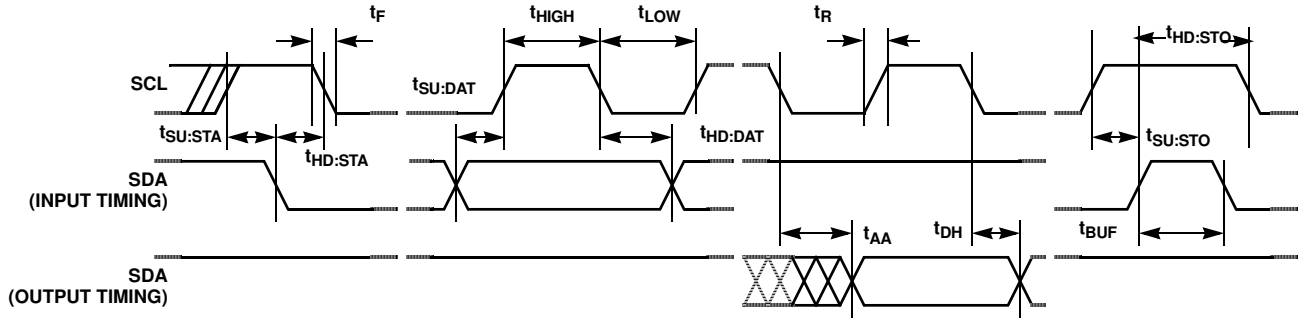 tF
tHIGH
tLOW
tR
tHD:STO
SCL
tSU:DAT
tSU:STA
tHD:STA
tHD:DAT
tSU:STO
SDA
(INPUT TIMING)
tAA
tDH
tBUF
SDA
(OUTPUT TIMING)